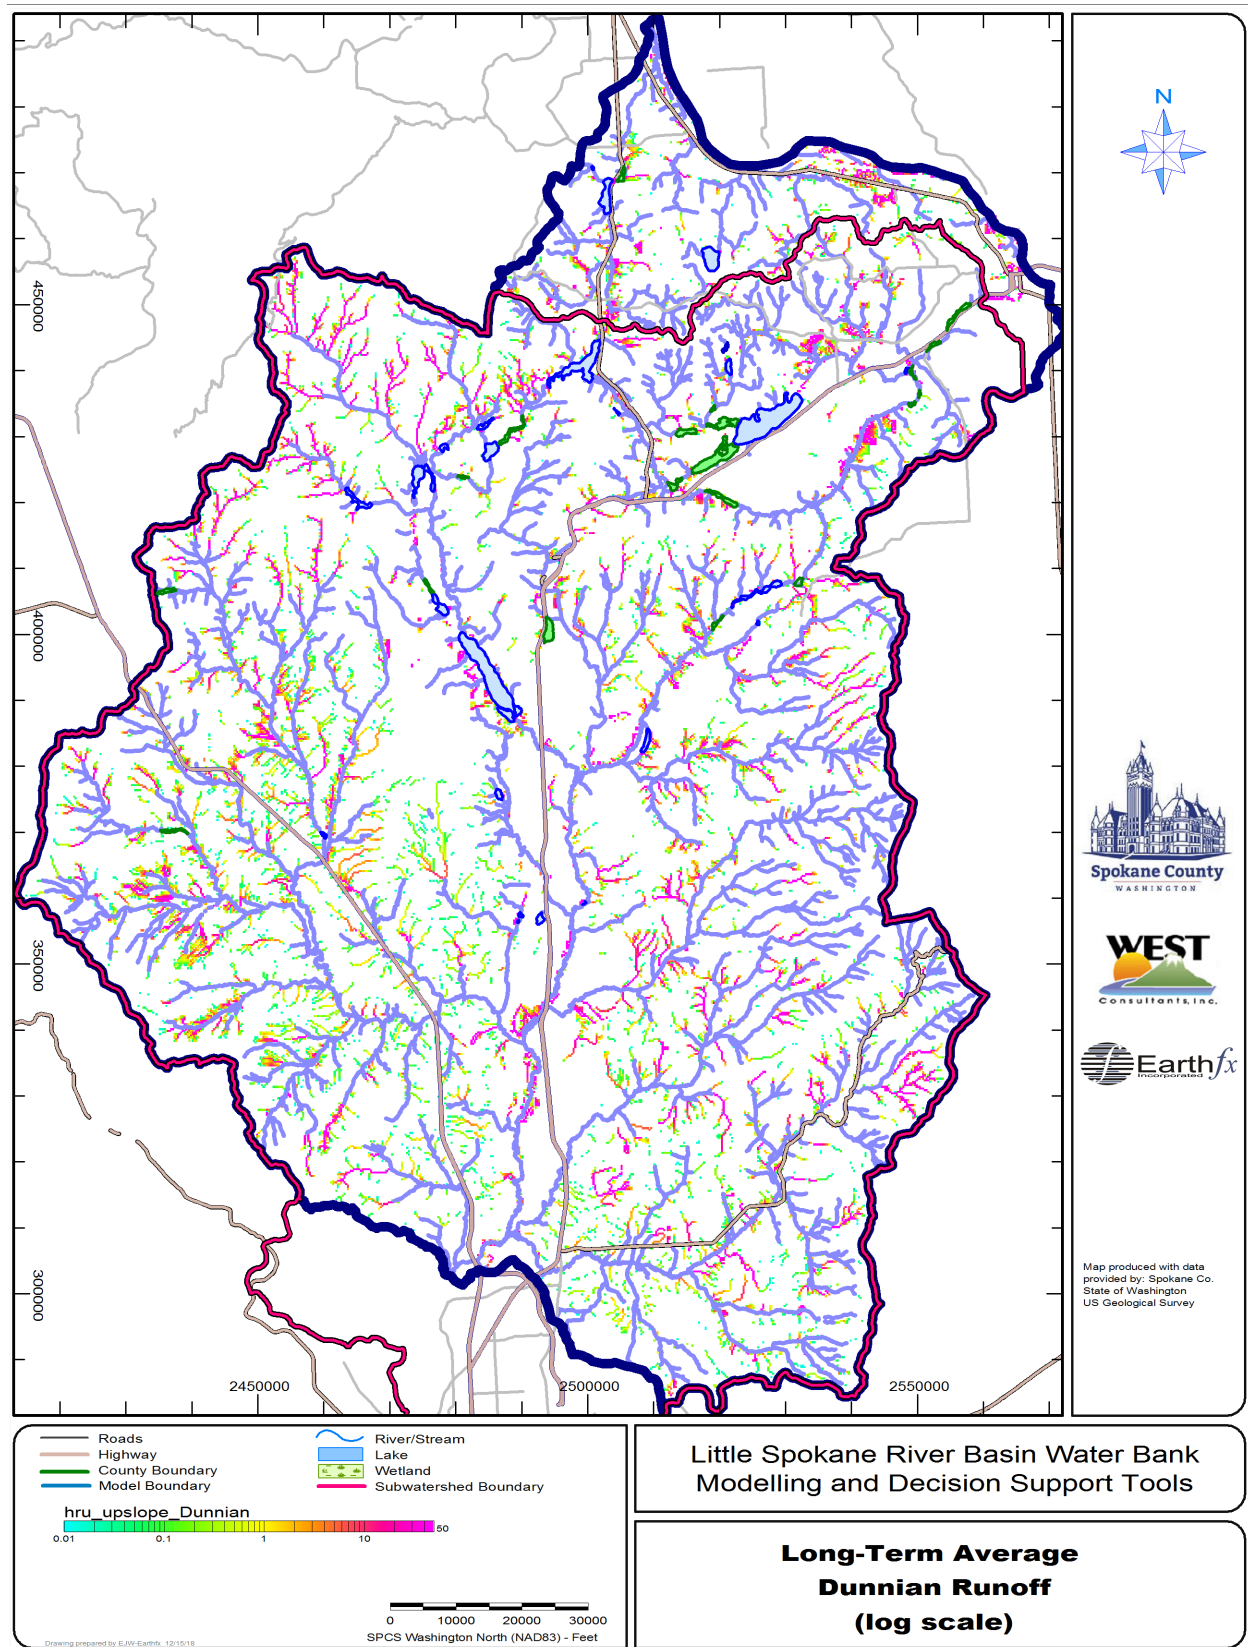 N
450000
400000
350000
300000
2450000
2500000
2550000
Spokane County
WASHINGTON
WEST
Consultants, Inc.
Earthfx
Incorporated
Map produced with data
provided by: Spokane Co.
State of Washington
US Geological Survey
Roads
Highway
County Boundary
Model Boundary
River/Stream
Lake
Wetland
Subwatershed Boundary
hru_upslope_Dunnian
0.01
0.1
1
10
50
0
10000
20000
30000
SPCS Washington North (NAD83) - Feet
Drawing prepared by EJW-Earthfx 12/15/18
Little Spokane River Basin Water Bank
Modelling and Decision Support Tools
Long-Term Average
Dunnian Runoff
(log scale)